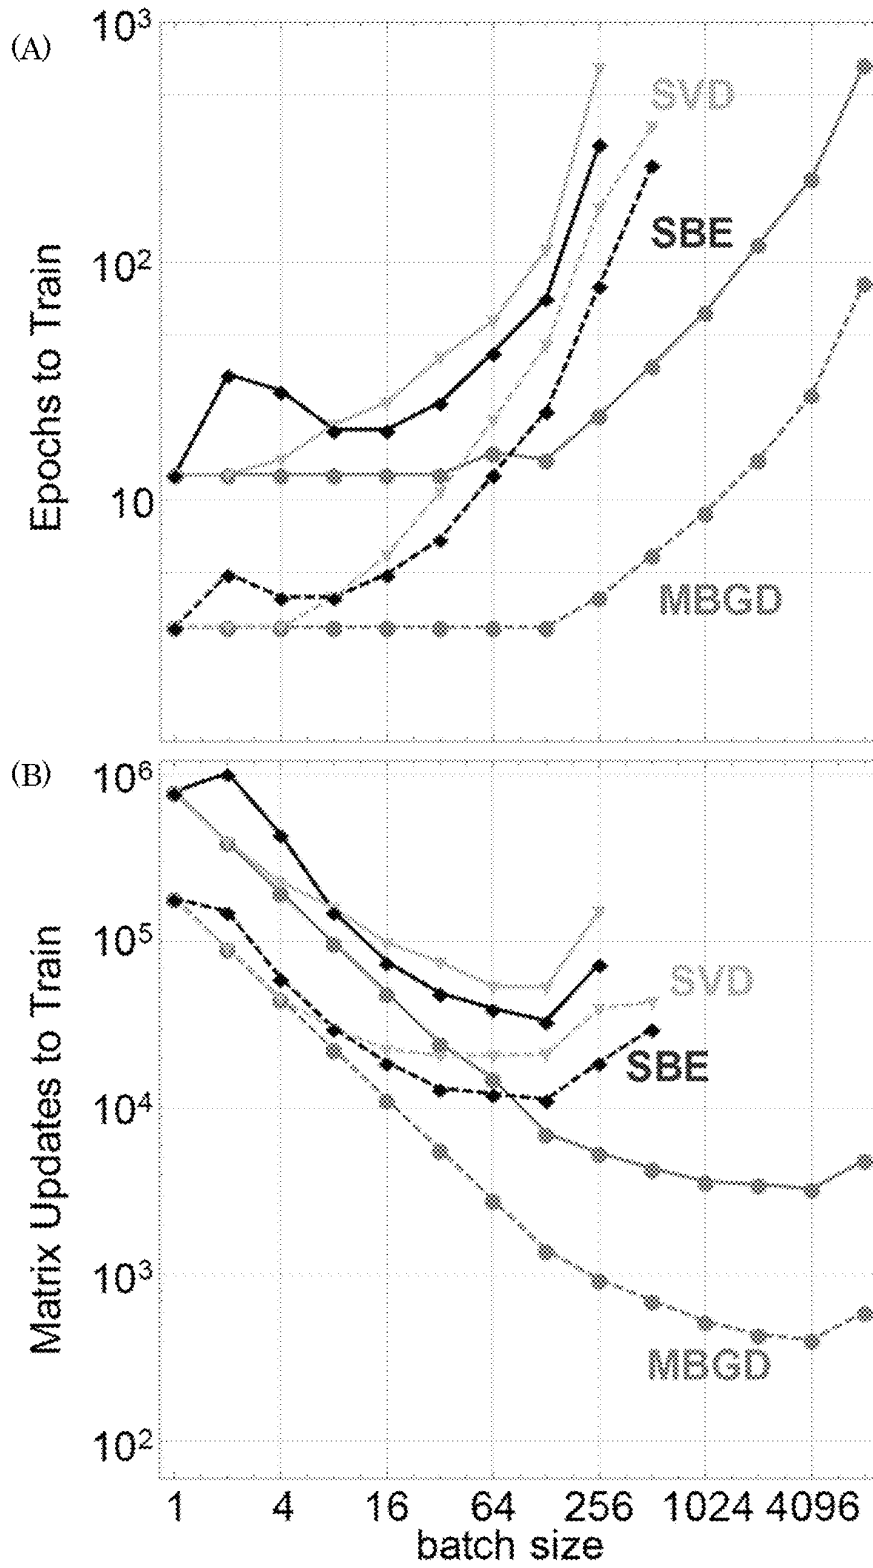 (A)
10³
SVD
SBE
10²
Epochs to Train
10
MBGD
(B)
10⁶
10⁵
SVD
SBE
Matrix Updates to Train
10⁴
10³
MBGD
10²
1 4 16 64 256 1024 4096
batch size